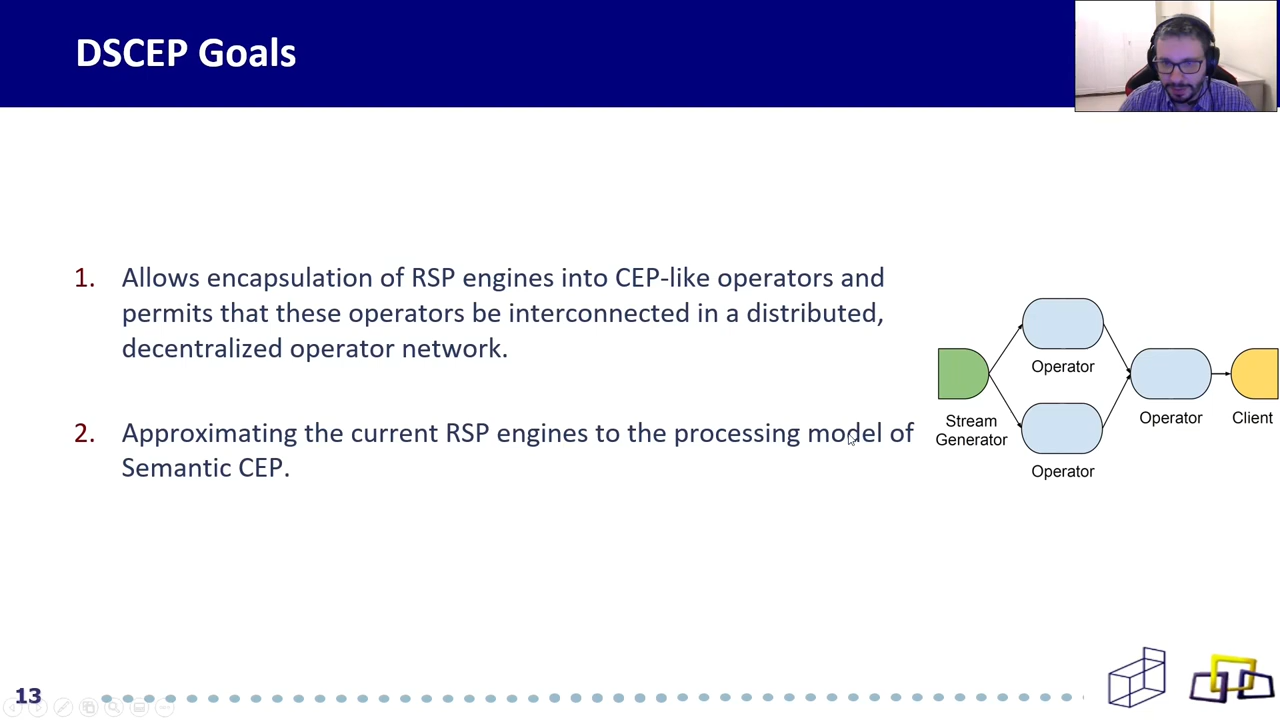 DSCEP Goals
1. Allows encapsulation of RSP engines into CEP-like operators and
permits that these operators be interconnected in a distributed,
decentralized operator network.
2. Approximating the current RSP engines to the processing model of
Semantic CEP.
Operator
Stream
Generator
Operator
Client
Operator
13